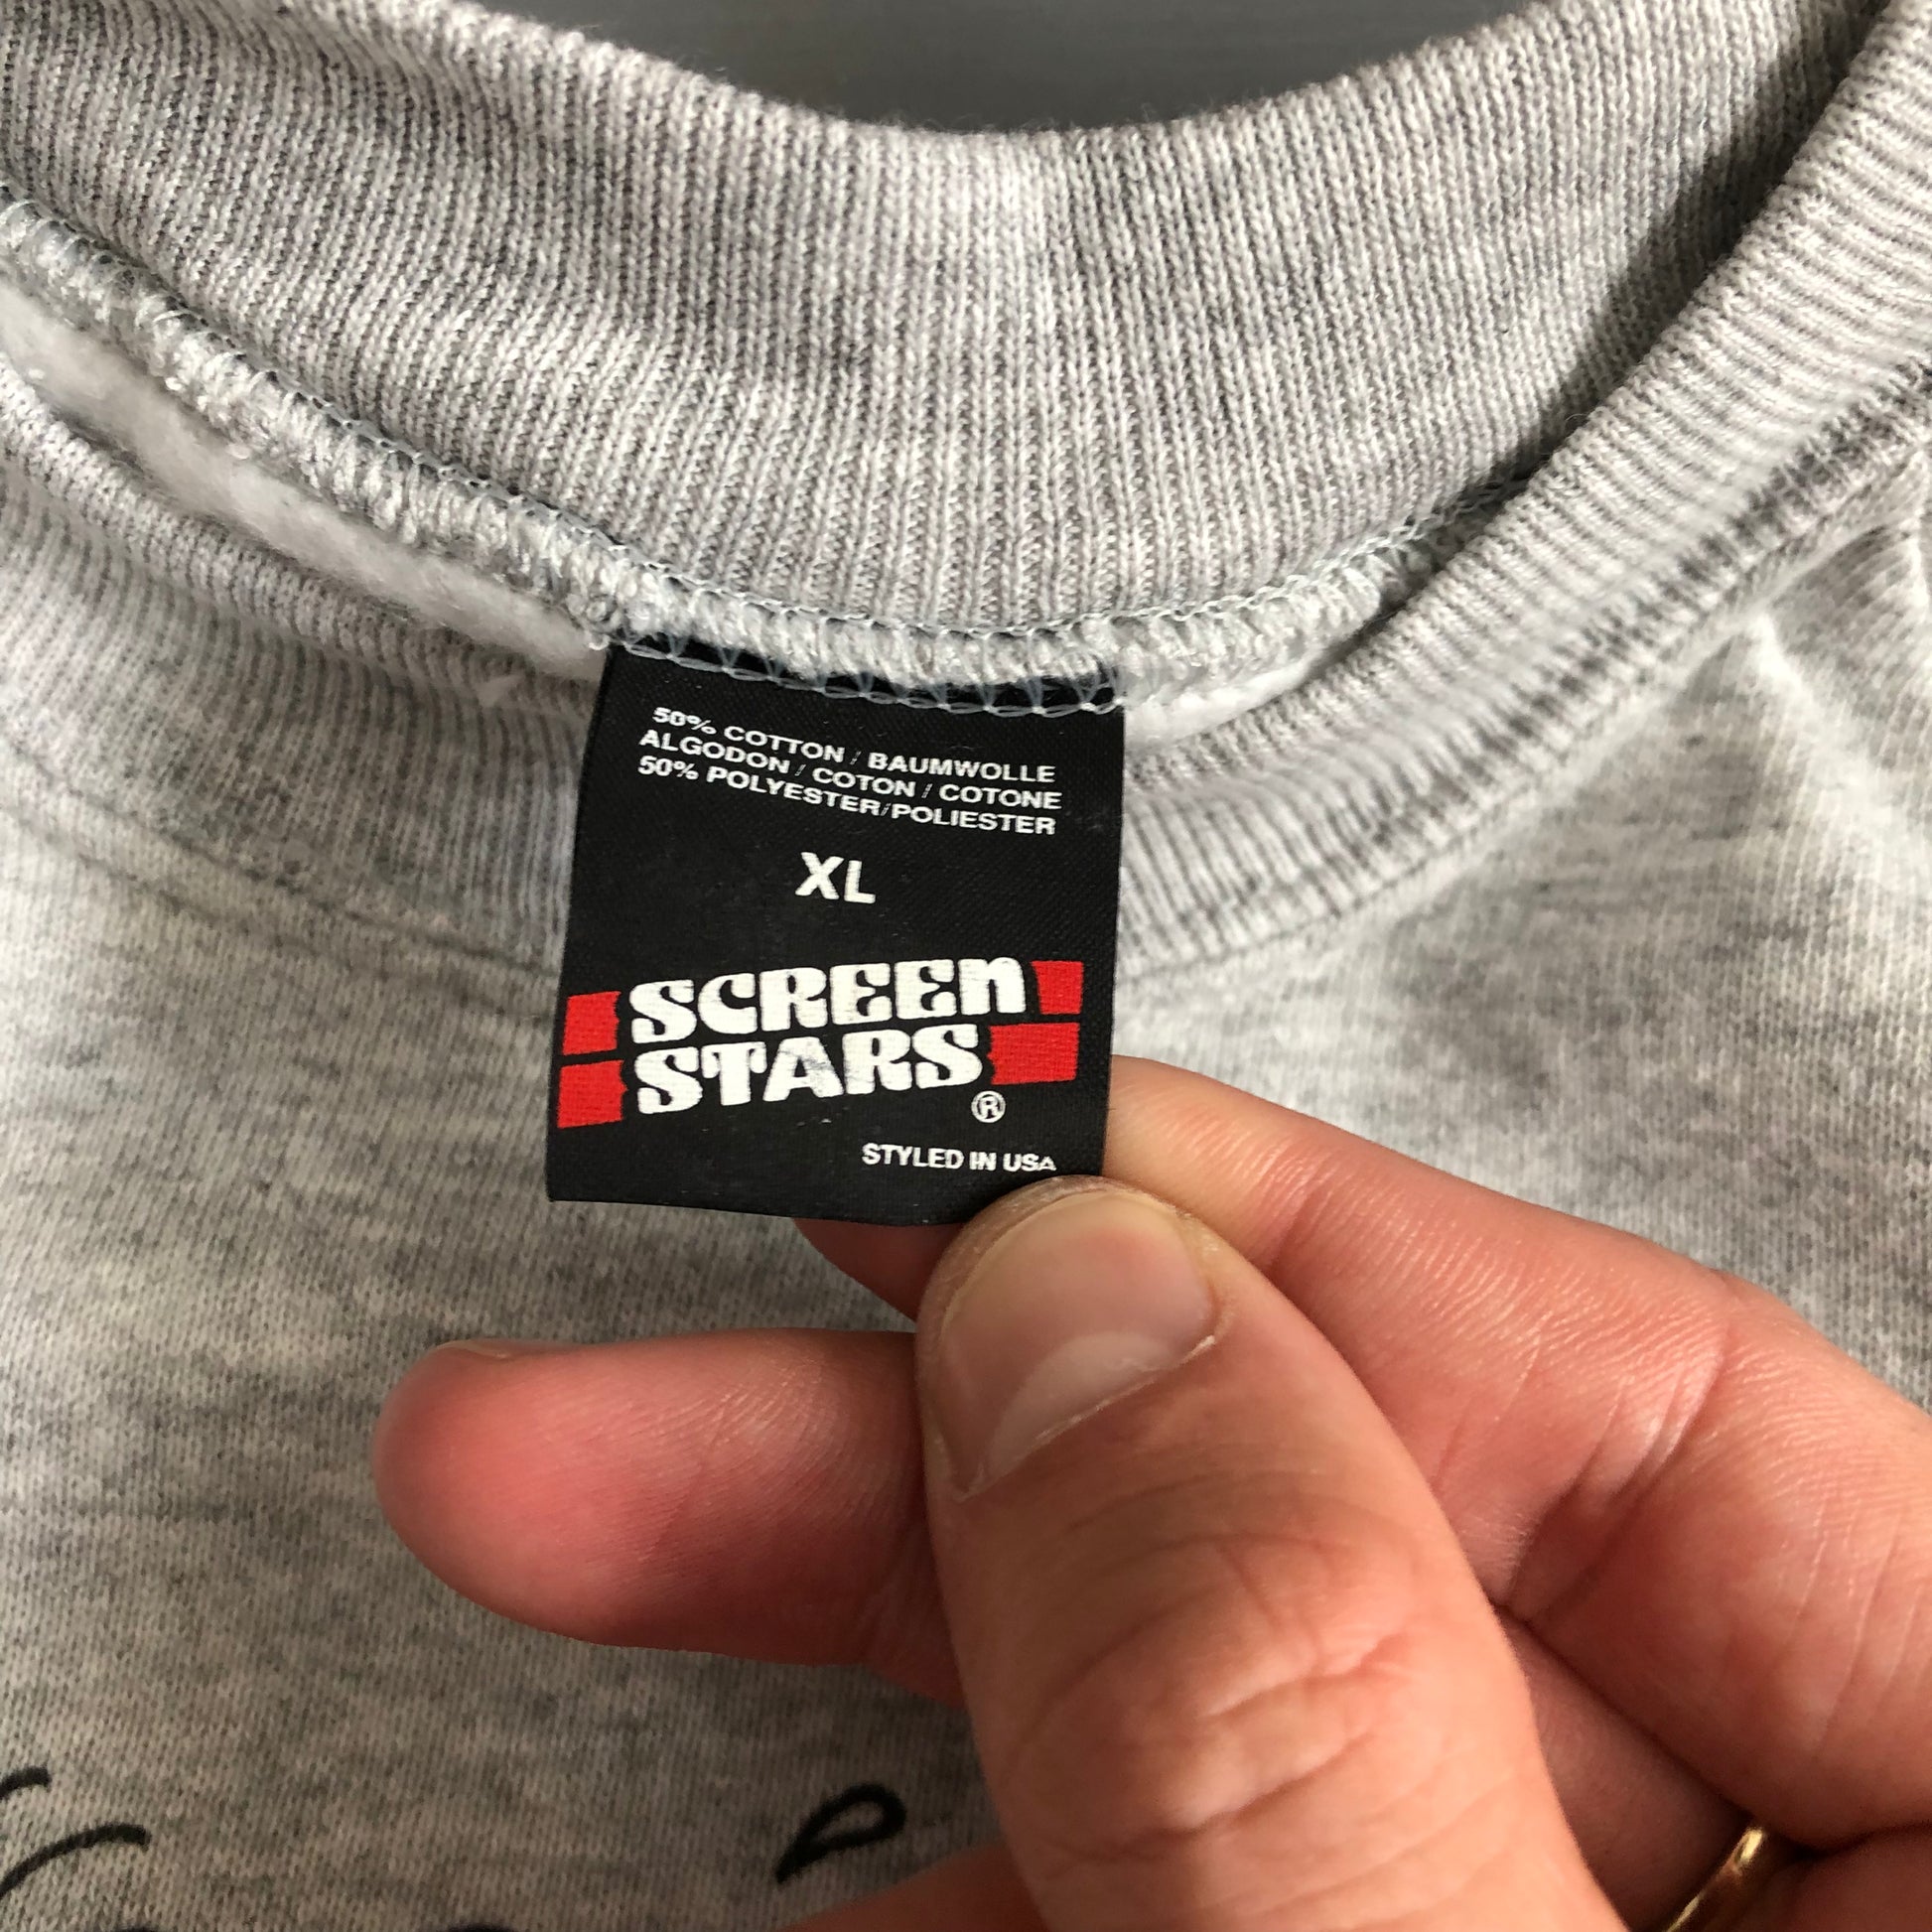 50% COTTON / BAUMWOLLE
ALGODON / COTON / COTONE
50% POLYESTER/POLIESTER
XL
SCREEN
STARS
®
STYLED IN USA